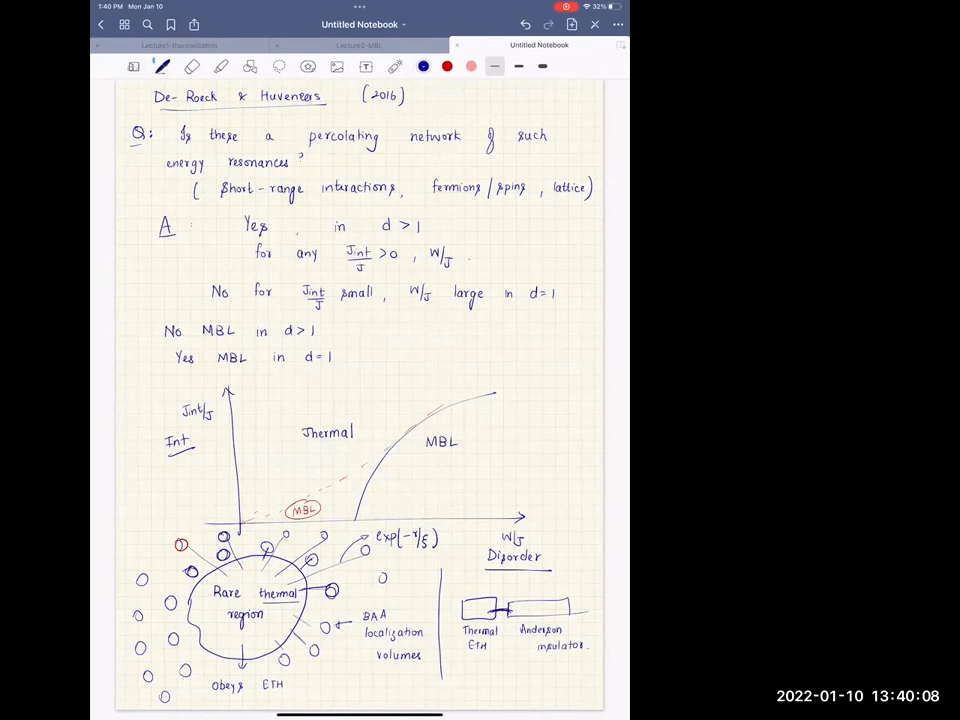 1:40 PM Mon Jan 10
32%
Untitled Notebook
Lecture1-thermalization
Lecture2-MBL
Untitled Notebook
De-Roeck & Huveneers (2016)
Q: Is there a percolating network of such
energy resonances?
( Short-range interactions, fermions/spins, lattice)
A : Yes, in d > 1
for any Jint/J > 0, W/J.
No for Jint/J small, W/J large in d=1
No MBL in d > 1
Yes MBL in d = 1
Jint/J
Int
Thermal
MBL
MBL
W/J
Disorder
exp(-r/ξ)
Rare thermal
region
BAA
localization
volumes
Obeys ETH
Thermal
ETH
Anderson
insulator.
2022-01-10 13:40:08